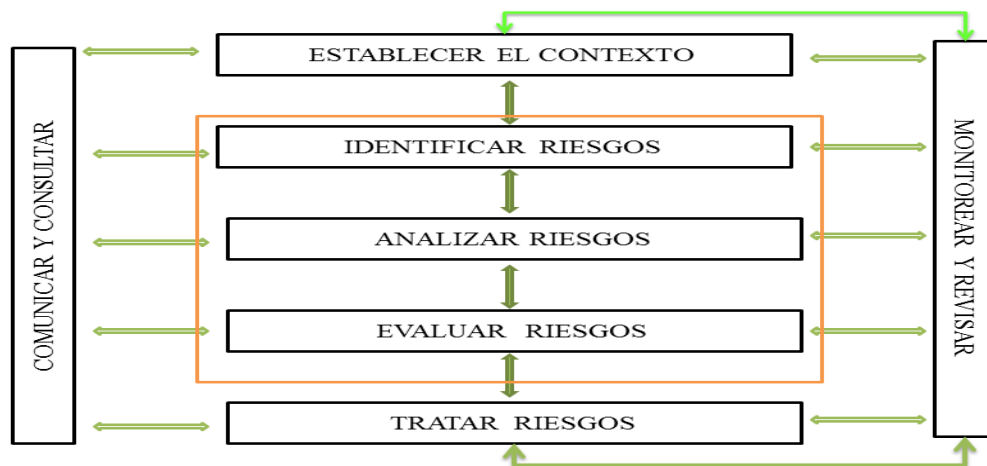 ESTABLECER EL CONTEXTO
COMUNICAR Y CONSULTAR
IDENTIFICAR RIESGOS
ANALIZAR RIESGOS
EVALUAR RIESGOS
TRATAR RIESGOS
MONITOREAR Y REVISAR